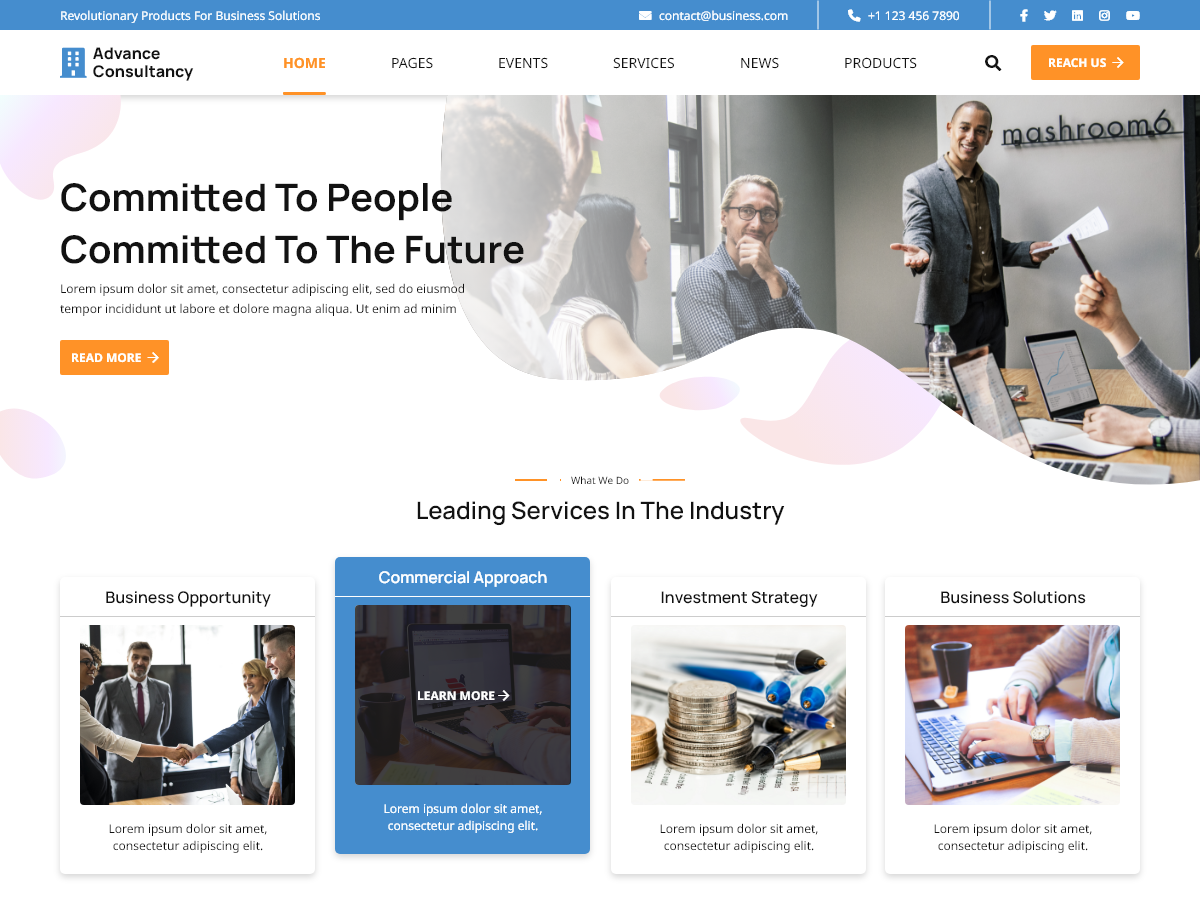 Revolutionary Products For Business Solutions
contact@business.com
+1 123 456 7890
Advance
Consultancy
HOME
PAGES
EVENTS
SERVICES
NEWS
PRODUCTS
REACH US
mashroom6
Committed To People
Committed To The Future
Lorem ipsum dolor sit amet, consectetur adipiscing elit, sed do eiusmod
tempor incididunt ut labore et dolore magna aliqua. Ut enim ad minim
READ MORE
What We Do
Leading Services In The Industry
Business Opportunity
Lorem ipsum dolor sit amet,
consectetur adipiscing elit.
Commercial Approach
LEARN MORE
Lorem ipsum dolor sit amet,
consectetur adipiscing elit.
Investment Strategy
Lorem ipsum dolor sit amet,
consectetur adipiscing elit.
Business Solutions
Lorem ipsum dolor sit amet,
consectetur adipiscing elit.